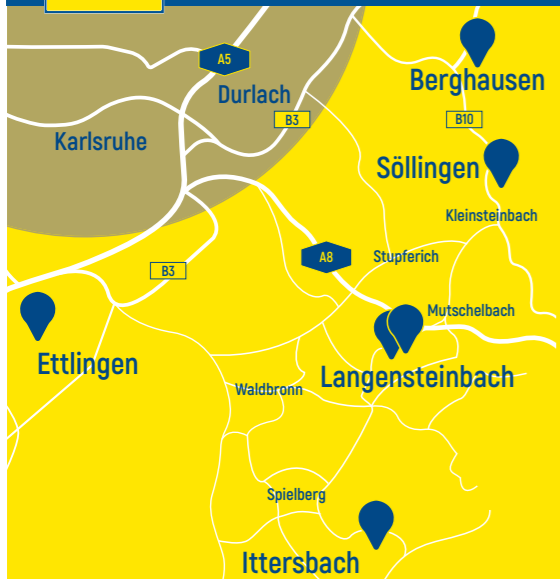 A5
Berghausen
Durlach
B3
B10
Karlsruhe
Söllingen
Kleinsteinbach
A8
Stupferich
B3
Mutschelbach
Ettlingen
Langensteinbach
Waldbronn
Spielberg
Ittersbach